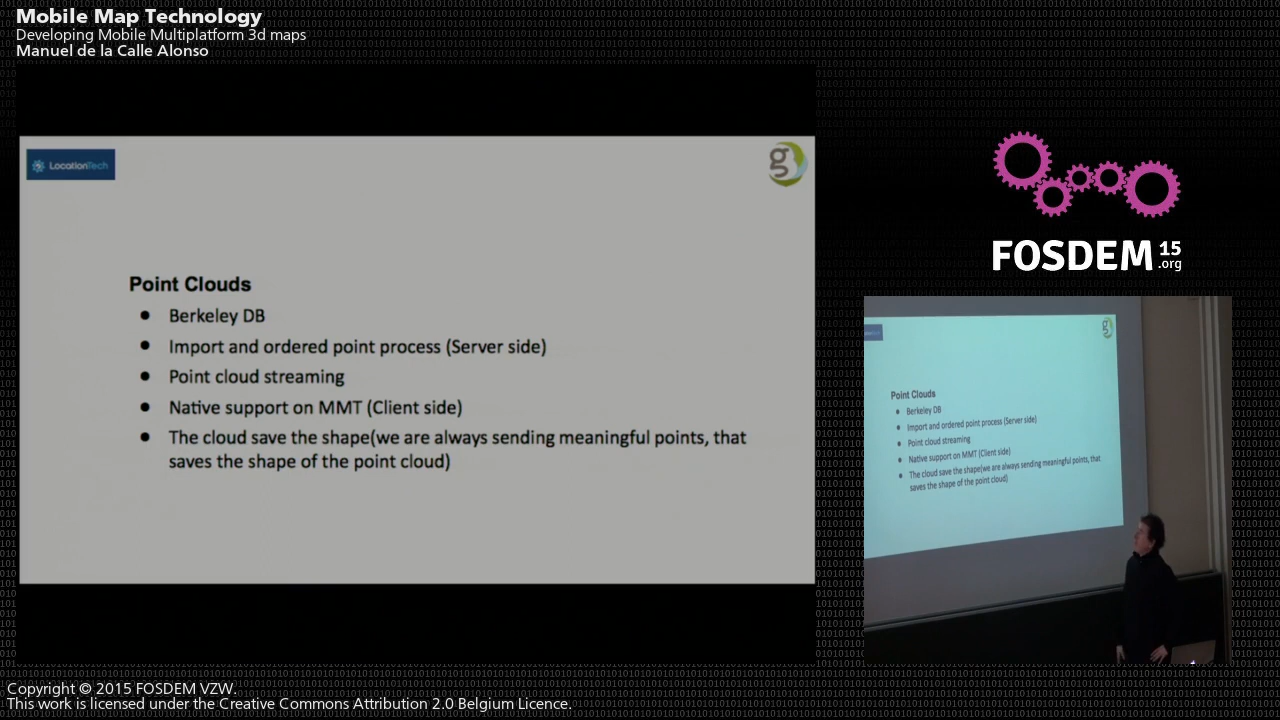 Mobile Map Technology
Developing Mobile Multiplatform 3d maps
Manuel de la Calle Alonso
LocationTech
g
Point Clouds
● Berkeley DB
● Import and ordered point process (Server side)
● Point cloud streaming
● Native support on MMT (Client side)
● The cloud save the shape(we are always sending meaningful points, that
saves the shape of the point cloud)
FOSDEM 15
.org
g
Point Clouds
● Berkeley DB
● Import and ordered point process (Server side)
● Point cloud streaming
● Native support on MMT (Client side)
● The cloud save the shape(we are always sending meaningful points, that
saves the shape of the point cloud)
Copyright © 2015 FOSDEM VZW.
This work is licensed under the Creative Commons Attribution 2.0 Belgium Licence.